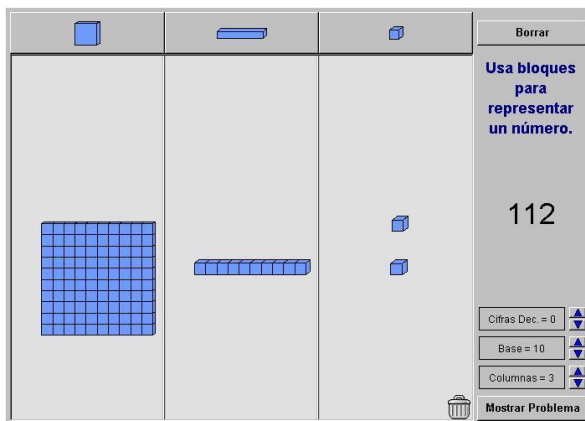 Borrar
Usa bloques
para
representar
un número.
112
Cifras Dec. = 0
Base = 10
Columnas = 3
Mostrar Problema